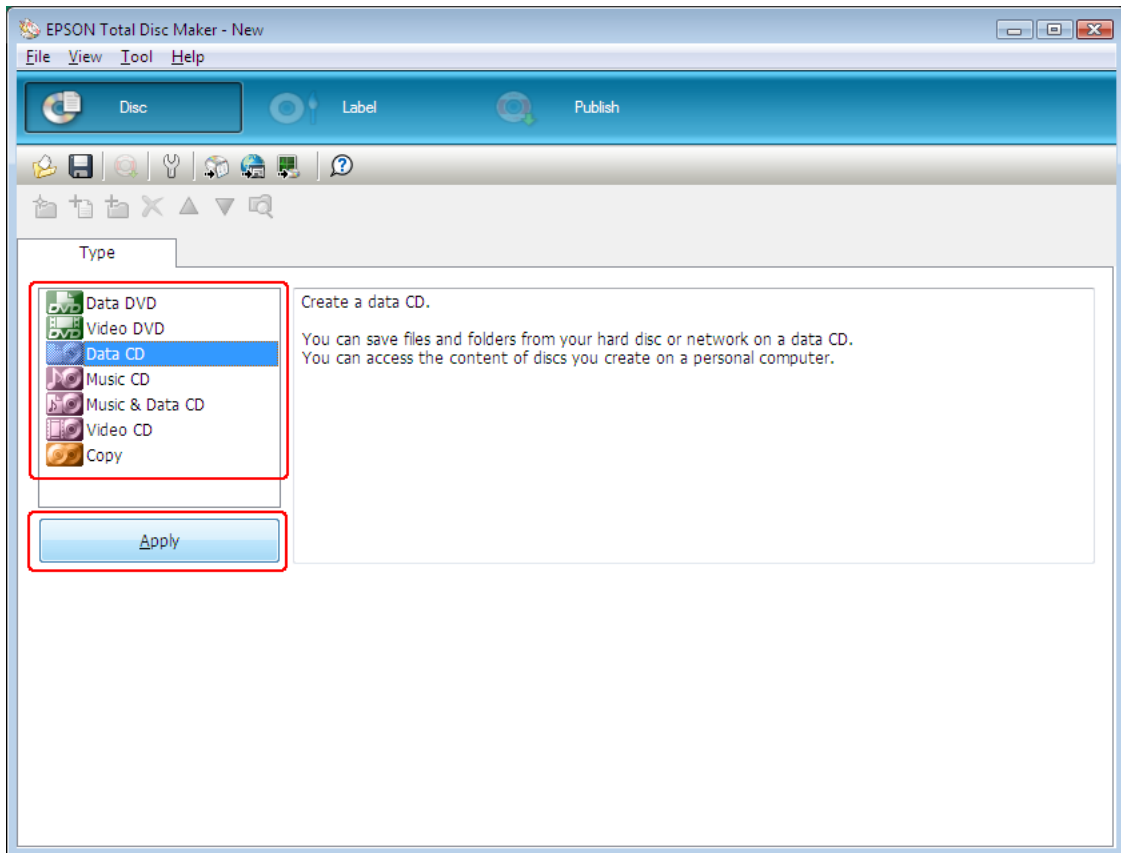 EPSON Total Disc Maker - New
File View Tool Help
Disc Label Publish
Type
DVD Data DVD
DVD Video DVD
Data CD
Music CD
Music & Data CD
Video CD
Copy
Apply
Create a data CD.
You can save files and folders from your hard disc or network on a data CD.
You can access the content of discs you create on a personal computer.